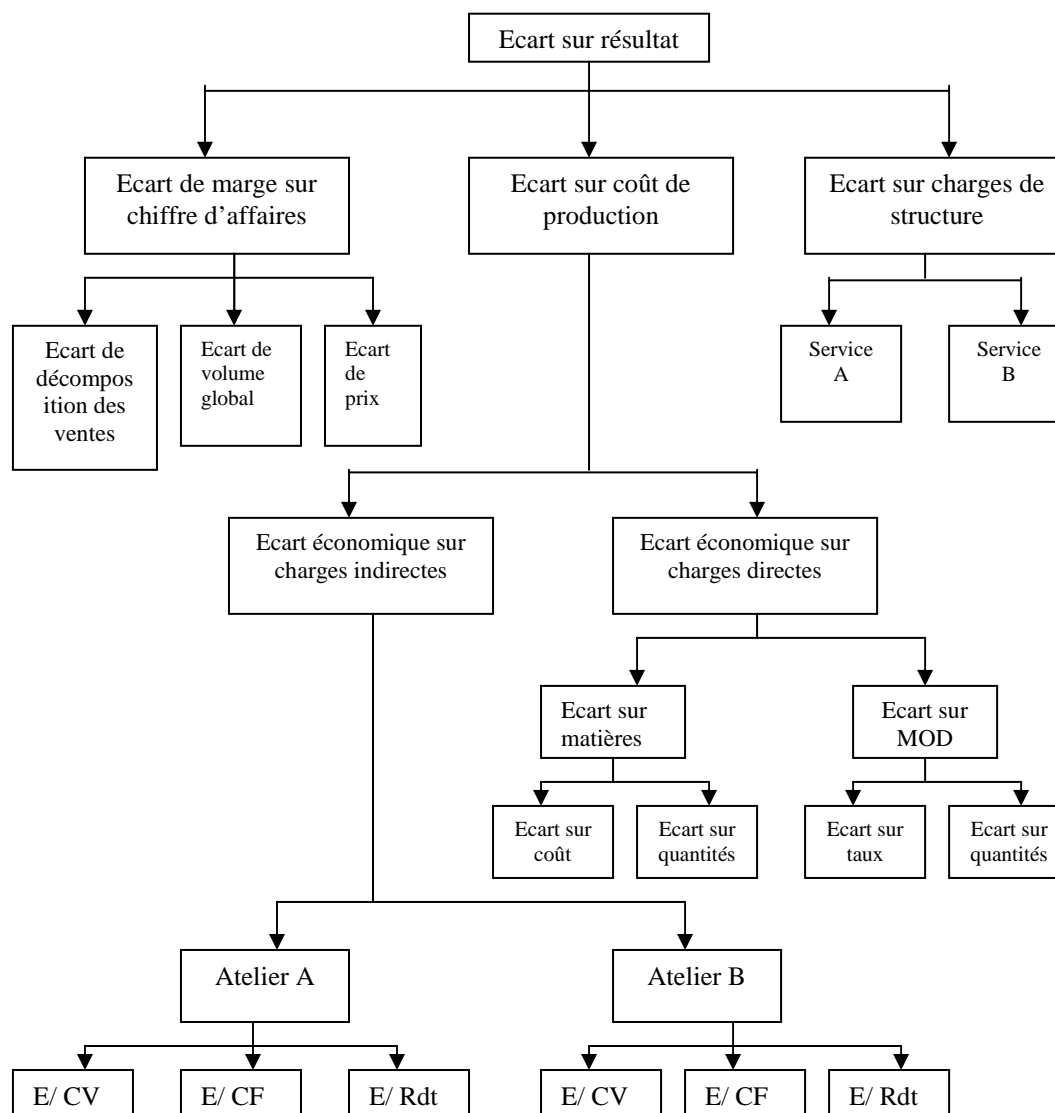 Ecart sur résultat
Ecart de marge sur
chiffre d'affaires
Ecart sur coût de
production
Ecart sur charges de
structure
Ecart de
décompos
ition des
ventes
Ecart de
volume
global
Ecart
de
prix
Service
A
Service
B
Ecart économique sur
charges indirectes
Ecart économique sur
charges directes
Ecart sur
matières
Ecart sur
MOD
Ecart sur
coût
Ecart sur
quantités
Ecart sur
taux
Ecart sur
quantités
Atelier A
Atelier B
E/ CV
E/ CF
E/ Rdt
E/ CV
E/ CF
E/ Rdt